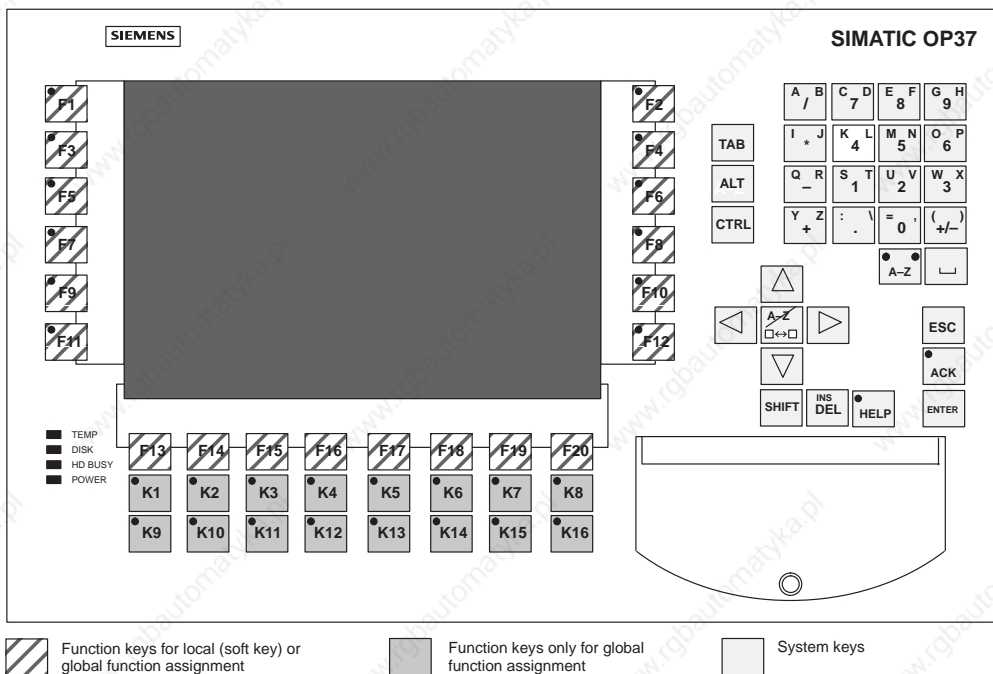 SIEMENS
SIMATIC OP37
F1
F2
F3
F4
F5
F6
F7
F8
F9
F10
F11
F12
A B /
C D 7
E F 8
G H 9
TAB
I J *
K L 4
M N 5
O P 6
ALT
Q R –
S T 1
U V 2
W X 3
CTRL
Y Z +
: \ .
= , 0
( ) +/–
A–Z
A–Z
ESC
ACK
SHIFT
INS DEL
HELP
ENTER
TEMP
DISK
HD BUSY
POWER
F13 F14 F15 F16 F17 F18 F19 F20
K1 K2 K3 K4 K5 K6 K7 K8
K9 K10 K11 K12 K13 K14 K15 K16
Function keys for local (soft key) or
global function assignment
Function keys only for global
function assignment
System keys
www.rgbautomatyka.pl